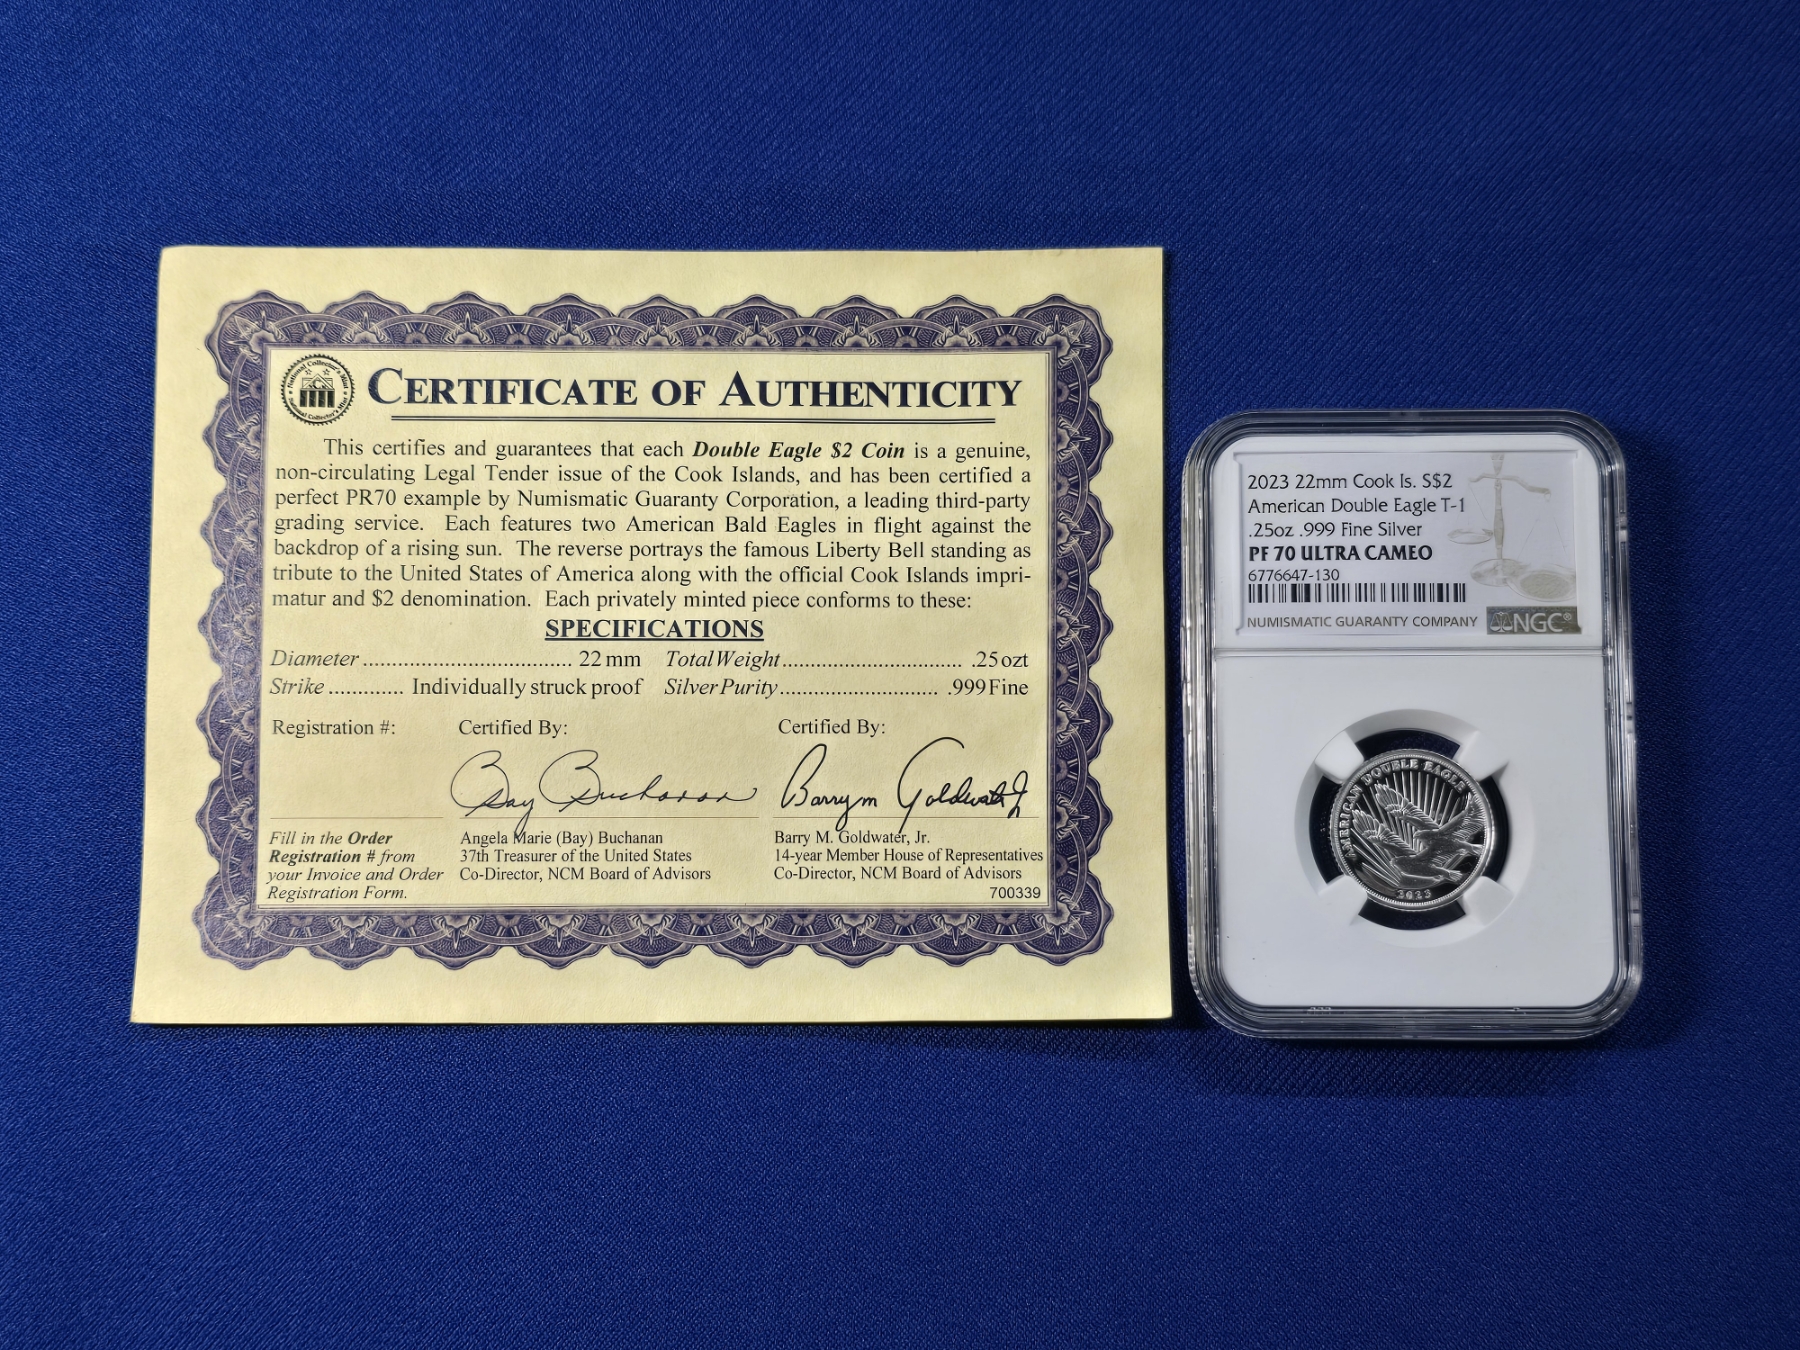 National Collector's Mint
CERTIFICATE OF AUTHENTICITY
This certifies and guarantees that each Double Eagle $2 Coin is a genuine,
non-circulating Legal Tender issue of the Cook Islands, and has been certified a
perfect PR70 example by Numismatic Guaranty Corporation, a leading third-party
grading service. Each features two American Bald Eagles in flight against the
backdrop of a rising sun. The reverse portrays the famous Liberty Bell standing as
tribute to the United States of America along with the official Cook Islands impri-
matur and $2 denomination. Each privately minted piece conforms to these:
SPECIFICATIONS
Diameter .................................... 22 mm Total Weight............................... .25 ozt
Strike ............. Individually struck proof Silver Purity........................... .999 Fine
Registration #: Certified By: Certified By:
Bay Buchanan Barry M Goldwater Jr
Fill in the Order
Registration # from
your Invoice and Order
Registration Form.
Angela Marie (Bay) Buchanan
37th Treasurer of the United States
Co-Director, NCM Board of Advisors
Barry M. Goldwater, Jr.
14-year Member House of Representatives
Co-Director, NCM Board of Advisors
700339
2023 22mm Cook Is. S$2
American Double Eagle T-1
.25oz .999 Fine Silver
PF 70 ULTRA CAMEO
6776647-130
NUMISMATIC GUARANTY COMPANY NGC®
AMERICAN DOUBLE EAGLE
2023